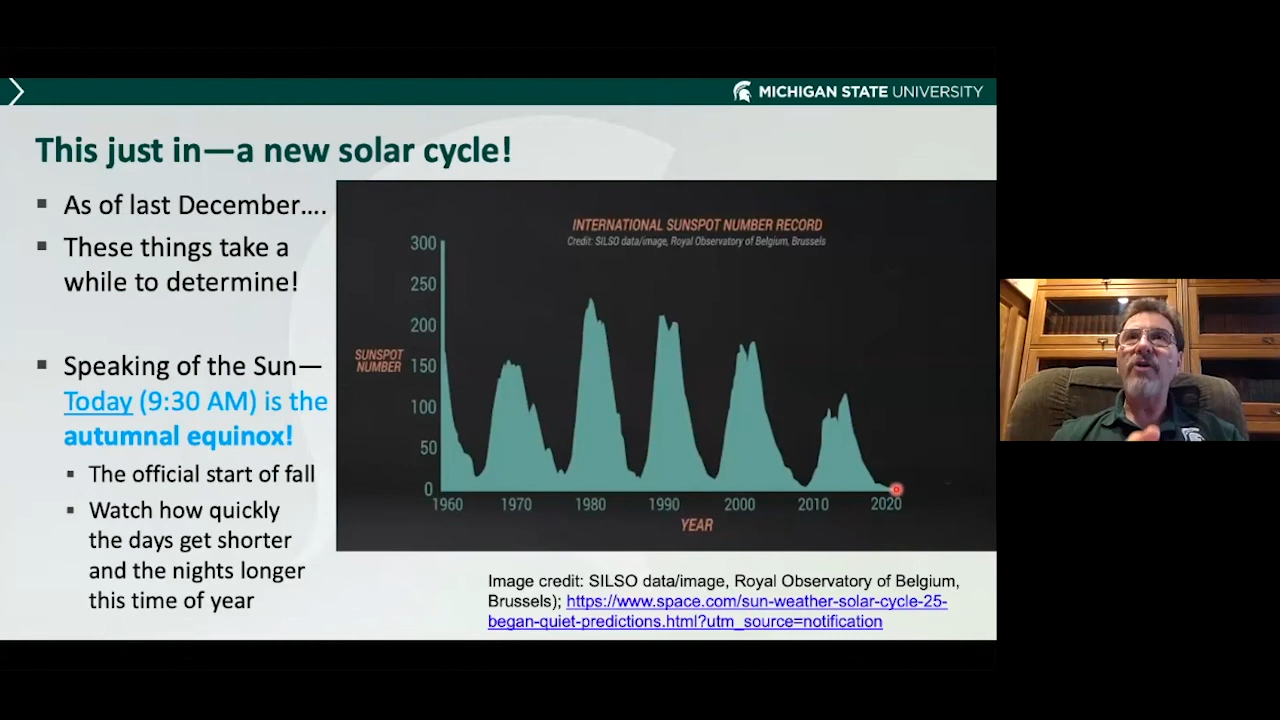 MICHIGAN STATE UNIVERSITY
This just in—a new solar cycle!
▪ As of last December….
▪ These things take a
while to determine!
▪ Speaking of the Sun—
Today (9:30 AM) is the
autumnal equinox!
▪ The official start of fall
▪ Watch how quickly
the days get shorter
and the nights longer
this time of year
INTERNATIONAL SUNSPOT NUMBER RECORD
Credit: SILSO data/image, Royal Observatory of Belgium, Brussels
300
250
200
150
100
50
0
SUNSPOT
NUMBER
1960 1970 1980 1990 2000 2010 2020
YEAR
Image credit: SILSO data/image, Royal Observatory of Belgium,
Brussels); https://www.space.com/sun-weather-solar-cycle-25-
began-quiet-predictions.html?utm_source=notification